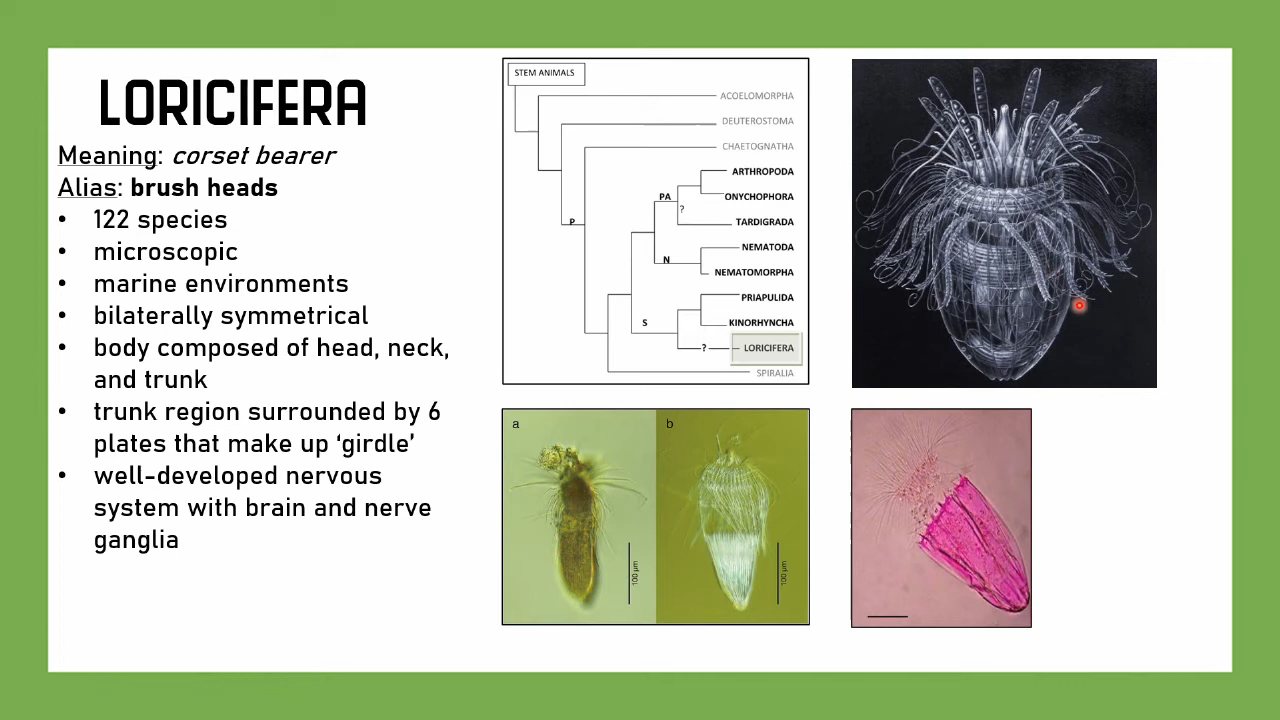 LORICIFERA
Meaning: corset bearer
Alias: brush heads
• 122 species
• microscopic
• marine environments
• bilaterally symmetrical
• body composed of head, neck,
and trunk
• trunk region surrounded by 6
plates that make up ‘girdle’
• well-developed nervous
system with brain and nerve
ganglia
STEM ANIMALS
ACOELOMORPHA
DEUTEROSTOMA
CHAETOGNATHA
ARTHROPODA
PA
ONYCHOPHORA
?
P
TARDIGRADA
NEMATODA
N
NEMATOMORPHA
PRIAPULIDA
S
KINORHYNCHA
?
LORICIFERA
SPIRALIA
a
b
100 µm
100 µm